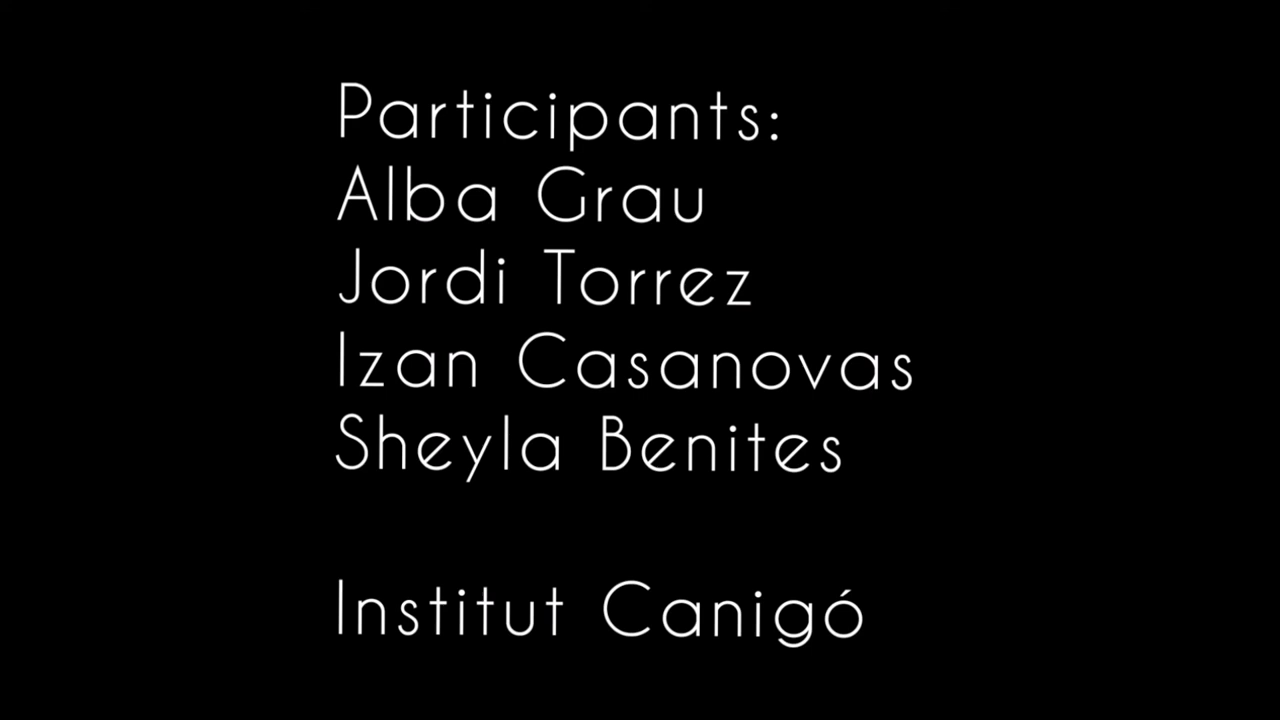 Participants:
Alba Grau
Jordi Torrez
Izan Casanovas
Sheyla Benites
Institut Canigó